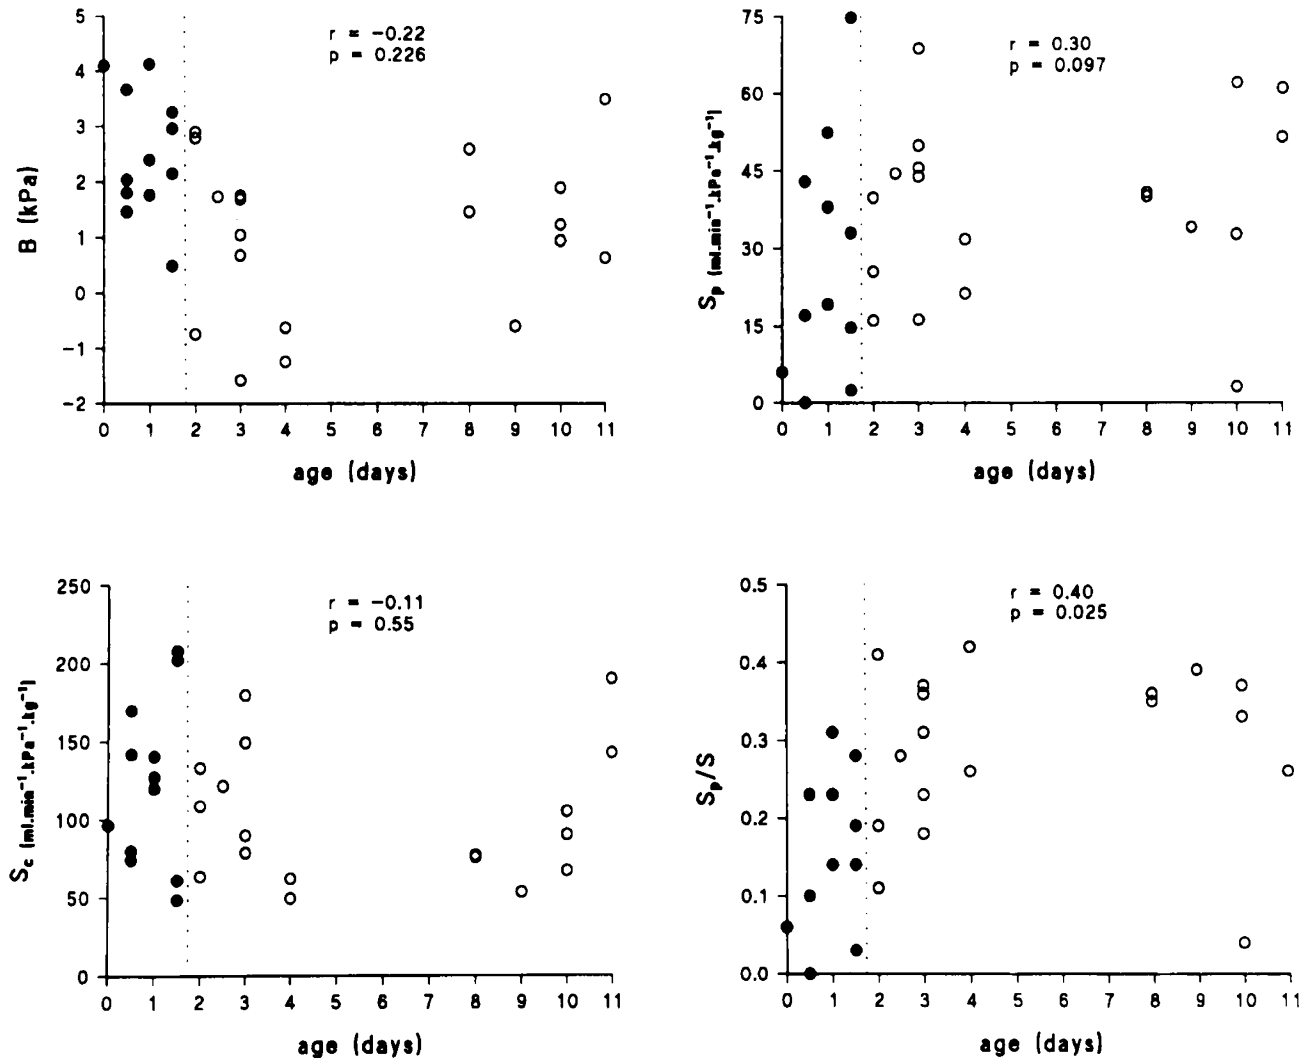 r = −0.22
p = 0.226
5
4
3
2
1
0
−1
−2
B (kPa)
0 1 2 3 4 5 6 7 8 9 10 11
age (days)
r = 0.30
p = 0.097
75
60
45
30
15
0
Sp (ml.min⁻¹.kPa⁻¹.kg⁻¹)
0 1 2 3 4 5 6 7 8 9 10 11
age (days)
r = −0.11
p = 0.55
250
200
150
100
50
0
Sc (ml.min⁻¹.kPa⁻¹.kg⁻¹)
0 1 2 3 4 5 6 7 8 9 10 11
age (days)
r = 0.40
p = 0.025
0.5
0.4
0.3
0.2
0.1
0.0
Sp/S
0 1 2 3 4 5 6 7 8 9 10 11
age (days)